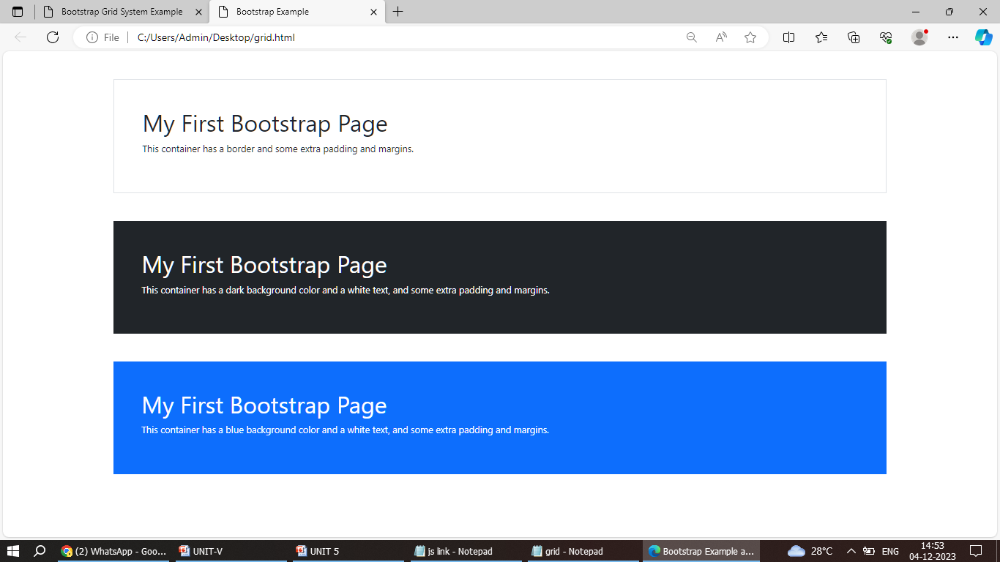 Bootstrap Grid System Example
Bootstrap Example
File
C:/Users/Admin/Desktop/grid.html
My First Bootstrap Page
This container has a border and some extra padding and margins.
My First Bootstrap Page
This container has a dark background color and a white text, and some extra padding and margins.
My First Bootstrap Page
This container has a blue background color and a white text, and some extra padding and margins.
(2) WhatsApp - Goo...
UNIT-V
UNIT 5
js link - Notepad
grid - Notepad
Bootstrap Example a...
28°C
ENG
14:53
04-12-2023